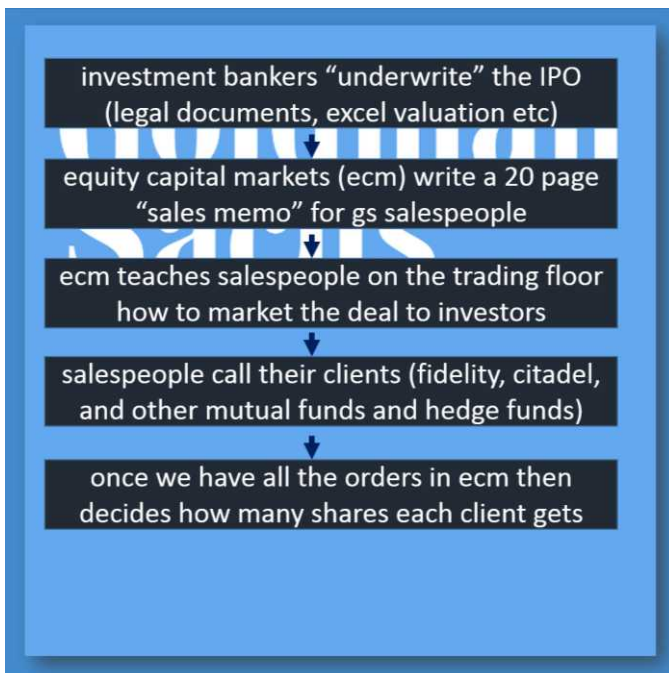 investment bankers “underwrite” the IPO
(legal documents, excel valuation etc)
equity capital markets (ecm) write a 20 page
“sales memo” for gs salespeople
ecm teaches salespeople on the trading floor
how to market the deal to investors
salespeople call their clients (fidelity, citadel,
and other mutual funds and hedge funds)
once we have all the orders in ecm then
decides how many shares each client gets